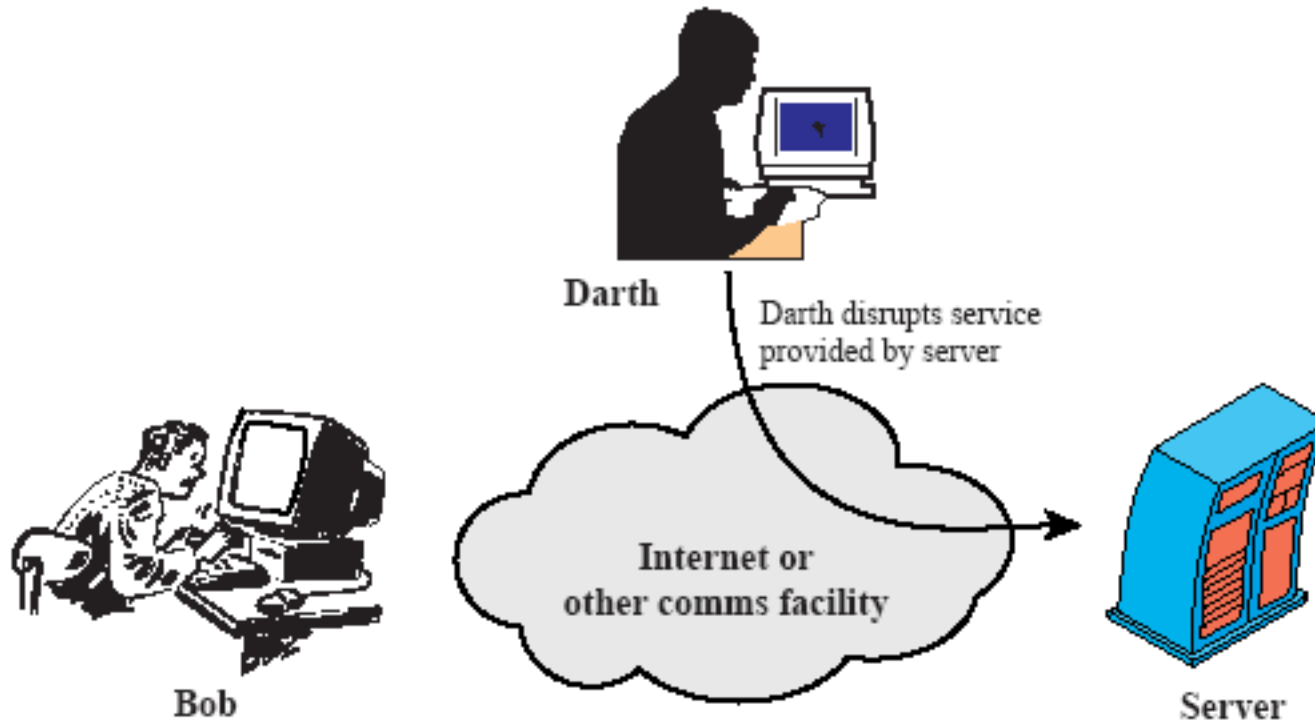 Darth
Darth disrupts service
provided by server
Internet or
other comms facility
Bob
Server